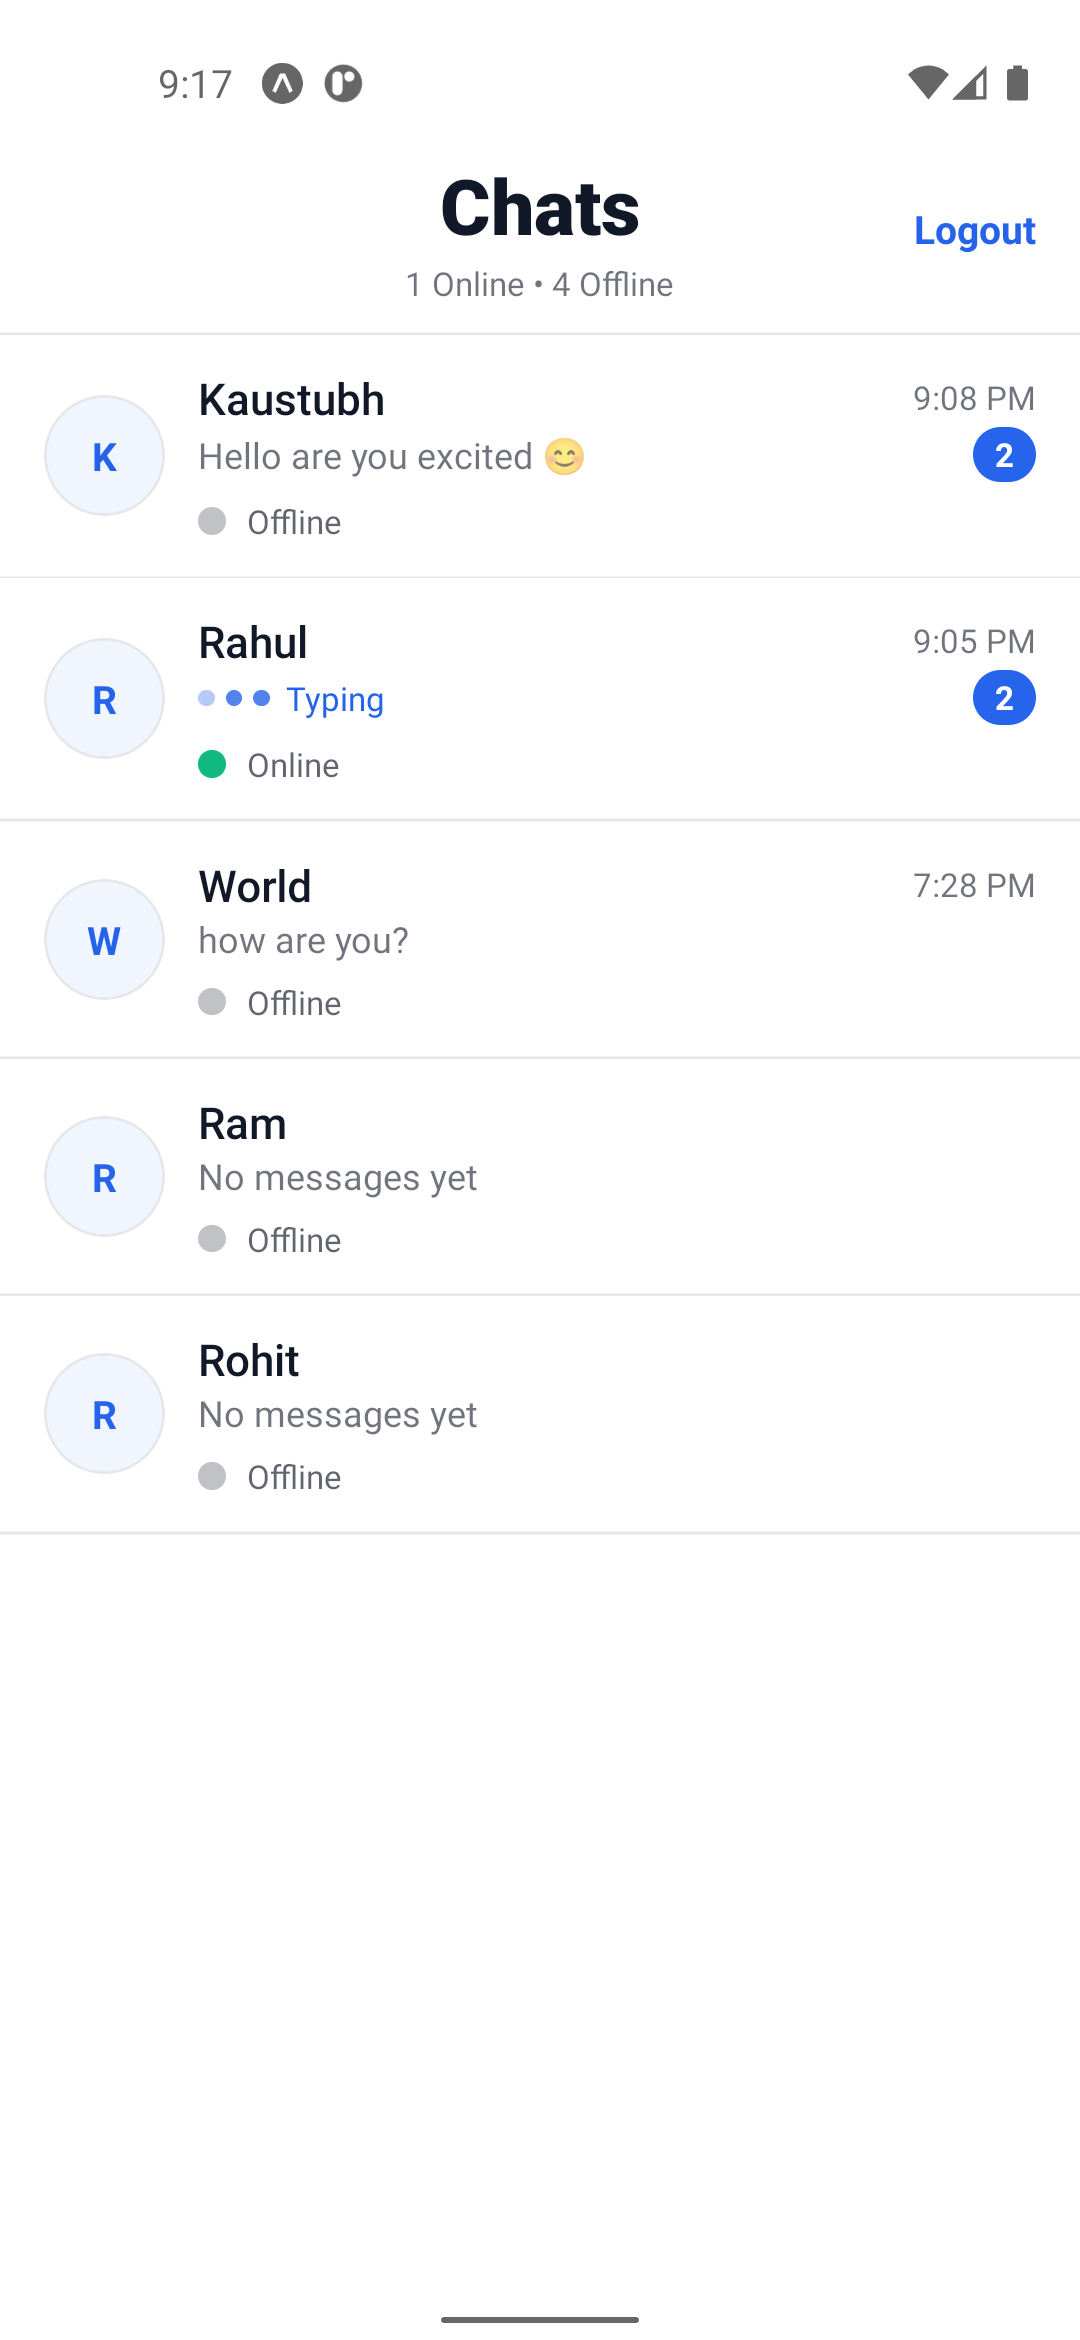 9:17
Chats
Logout
1 Online • 4 Offline
K
Kaustubh
9:08 PM
Hello are you excited 😊
2
Offline
R
Rahul
9:05 PM
Typing
2
Online
W
World
7:28 PM
how are you?
Offline
R
Ram
No messages yet
Offline
R
Rohit
No messages yet
Offline